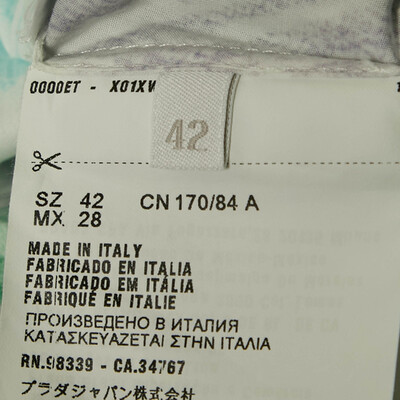 0000ET - X01XV
42
SZ 42 CN 170/84 A
MX 28
MADE IN ITALY
FABRICADO EN ITALIA
FABRICADO EM ITÁLIA
FABRIQUÉ EN ITALIE
ПРОИЗВЕДЕНО В ИТАЛИЯ
ΚΑΤΑΣΚΕΥΑΖΕΤΑΙ ΣΤΗΝ ΙΤΑΛΙΑ
RN.98339 - CA.34767
プラダジャパン株式会社